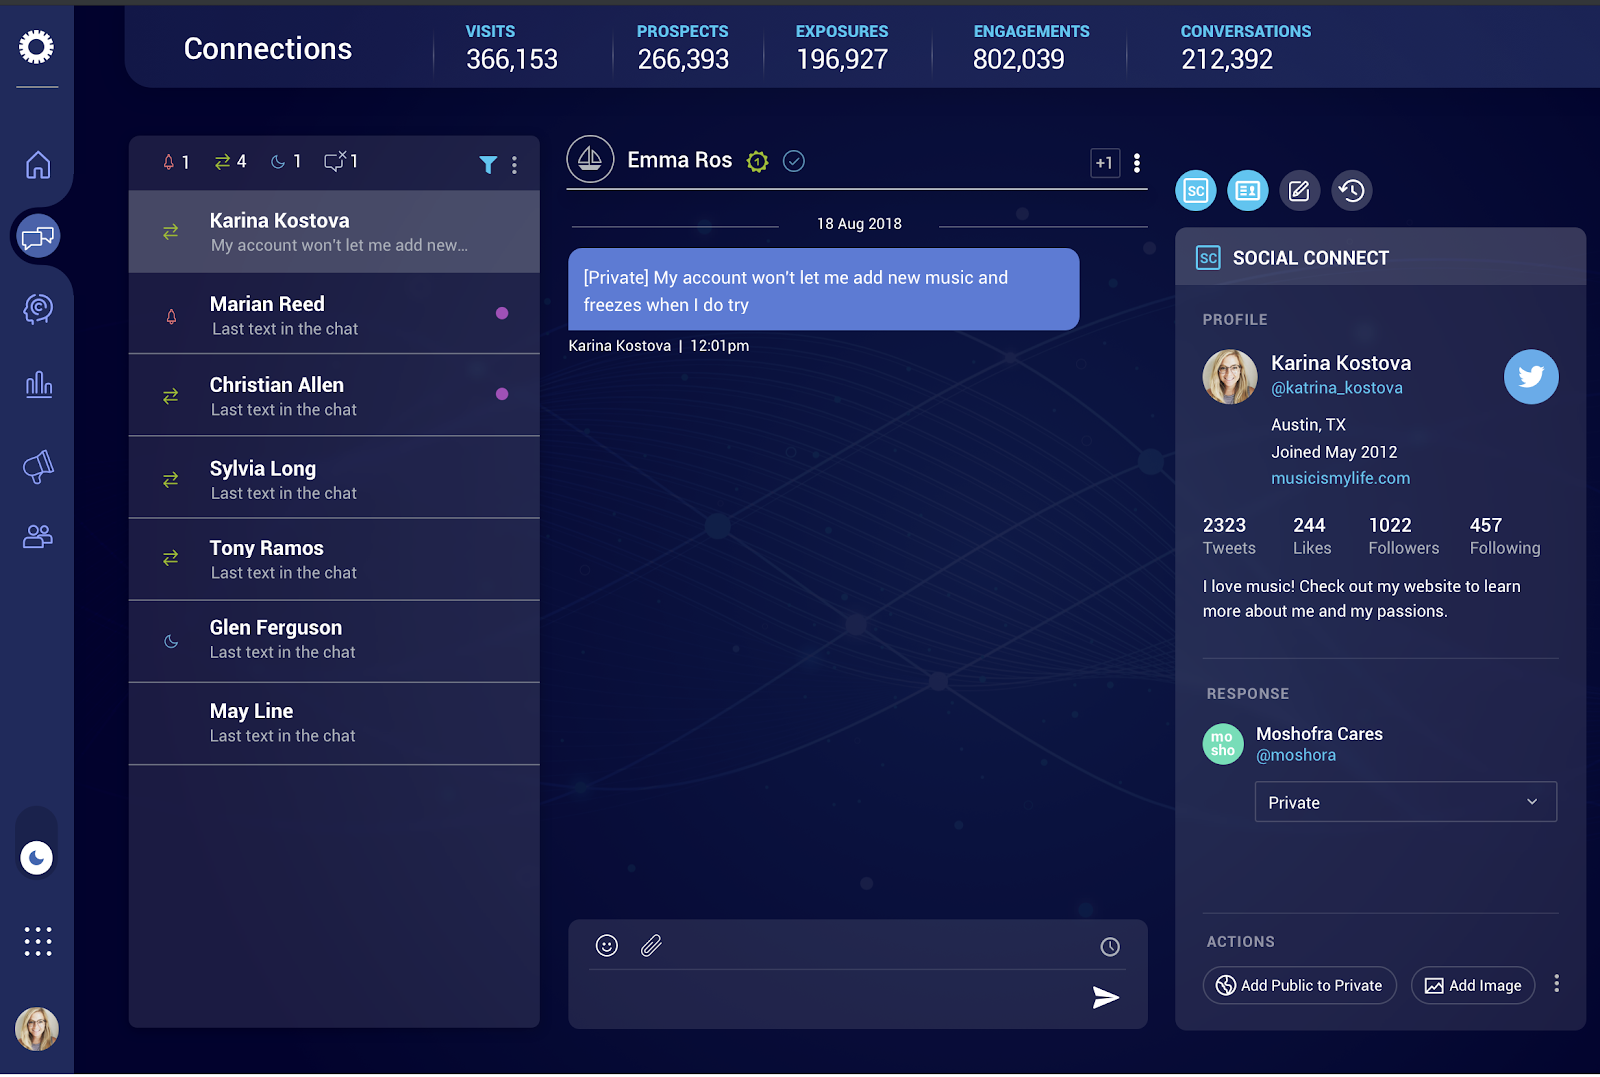 Connections
VISITS
366,153
PROSPECTS
266,393
EXPOSURES
196,927
ENGAGEMENTS
802,039
CONVERSATIONS
212,392
1 4 1 1
Karina Kostova
My account won't let me add new...
Marian Reed
Last text in the chat
Christian Allen
Last text in the chat
Sylvia Long
Last text in the chat
Tony Ramos
Last text in the chat
Glen Ferguson
Last text in the chat
May Line
Last text in the chat
Emma Ros 1
+1
18 Aug 2018
[Private] My account won't let me add new music and
freezes when I do try
Karina Kostova | 12:01pm
SC
SC SOCIAL CONNECT
PROFILE
Karina Kostova
@katrina_kostova
Austin, TX
Joined May 2012
musicismylife.com
2323 244 1022 457
Tweets Likes Followers Following
I love music! Check out my website to learn
more about me and my passions.
RESPONSE
mo
sho
Moshofra Cares
@moshora
Private
ACTIONS
Add Public to Private Add Image